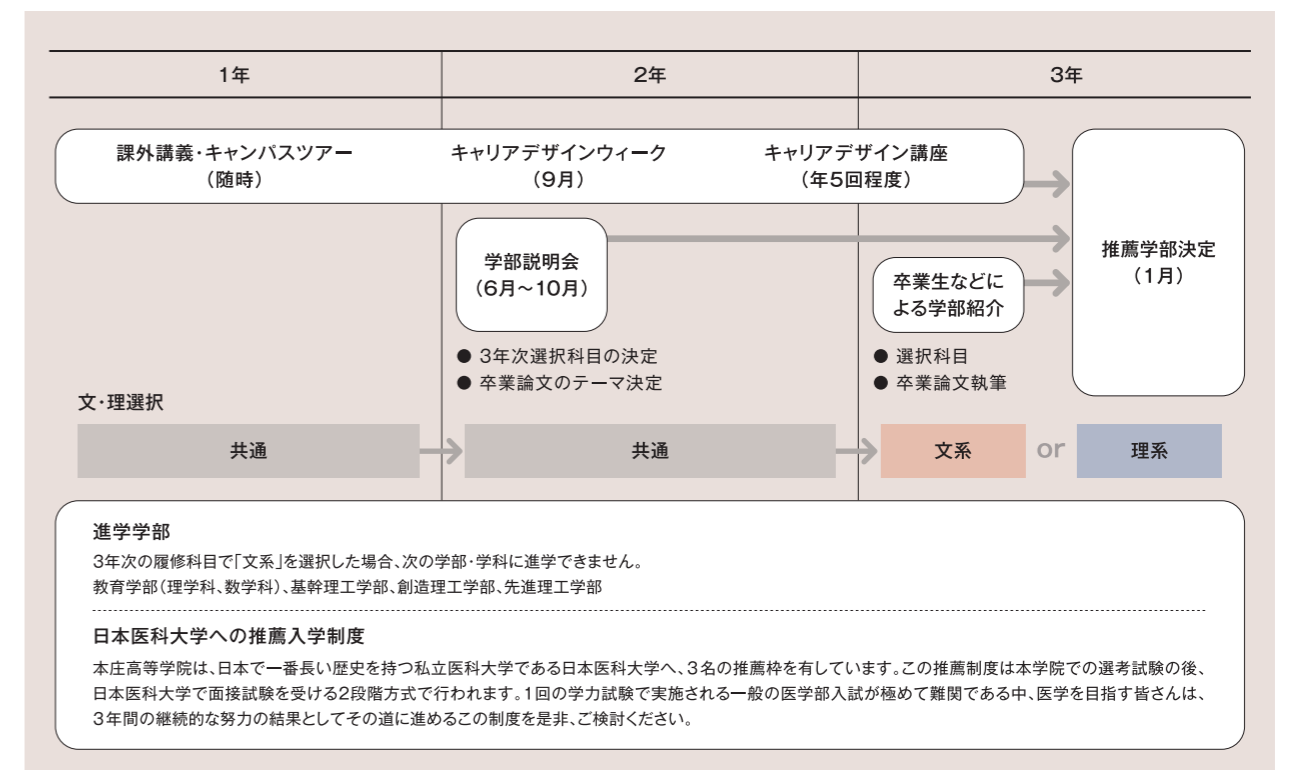 1年
2年
3年
課外講義・キャンパスツアー
（随時）
キャリアデザインウィーク
（9月）
キャリアデザイン講座
（年5回程度）
推薦学部決定
（1月）
学部説明会
（6月～10月）
卒業生などに
よる学部紹介
● 3年次選択科目の決定
● 卒業論文のテーマ決定
● 選択科目
● 卒業論文執筆
文・理選択
共通
共通
文系
or
理系
進学学部
3年次の履修科目で「文系」を選択した場合、次の学部・学科に進学できません。
教育学部（理学科、数学科）、基幹理工学部、創造理工学部、先進理工学部
日本医科大学への推薦入学制度
本庄高等学院は、日本で一番長い歴史を持つ私立医科大学である日本医科大学へ、3名の推薦枠を有しています。この推薦制度は本学院での選考試験の後、
日本医科大学で面接試験を受ける2段階方式で行われます。1回の学力試験で実施される一般の医学部入試が極めて難関である中、医学を目指す皆さんは、
3年間の継続的な努力の結果としてその道に進めるこの制度を是非、ご検討ください。